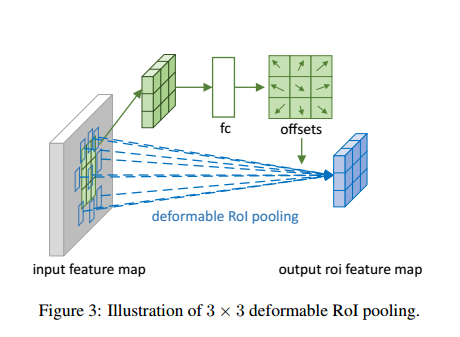 fc
offsets
deformable RoI pooling
input feature map
output roi feature map
Figure 3: Illustration of 3 × 3 deformable RoI pooling.